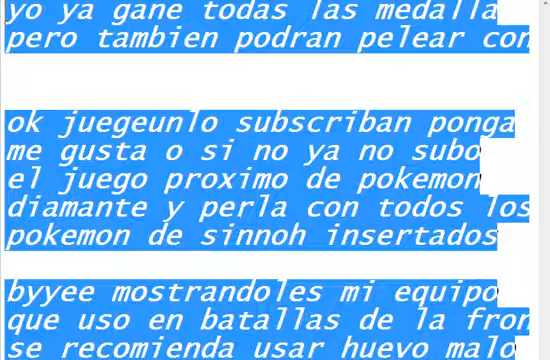 yo ya gane todas las medalla
pero tambien podran pelear con
ok juegeunlo subscriban ponga
me gusta o si no ya no subo
el juego proximo de pokemon
diamante y perla con todos los
pokemon de sinnoh insertados
byyee mostrandoles mi equipo
que uso en batallas de la fron
se recomienda usar huevo malo